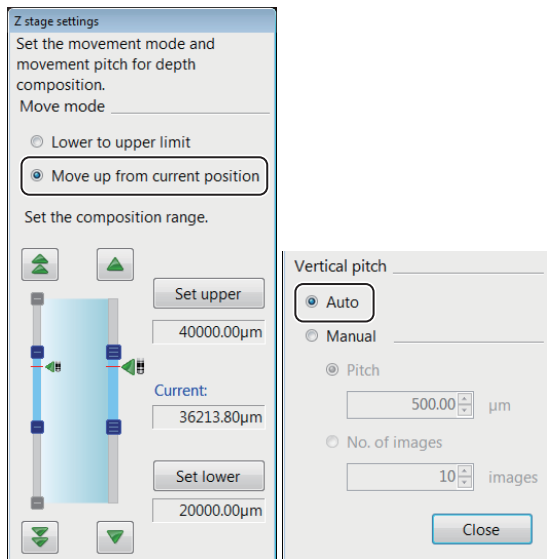 Z stage settings
Set the movement mode and
movement pitch for depth
composition.
Move mode
Lower to upper limit
Move up from current position
Set the composition range.
Set upper
40000.00µm
Current:
36213.80µm
Set lower
20000.00µm
Vertical pitch
Auto
Manual
Pitch
500.00 µm
No. of images
10 images
Close